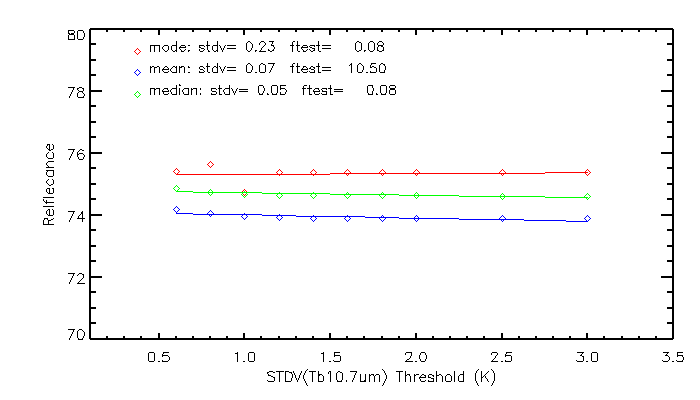 80
mode: stdv= 0.23 ftest= 0.08
mean: stdv= 0.07 ftest= 10.50
median: stdv= 0.05 ftest= 0.08
78
76
74
72
70
Relflecance
0.5 1.0 1.5 2.0 2.5 3.0 3.5
STDV(Tb10.7um) Threshold (K)